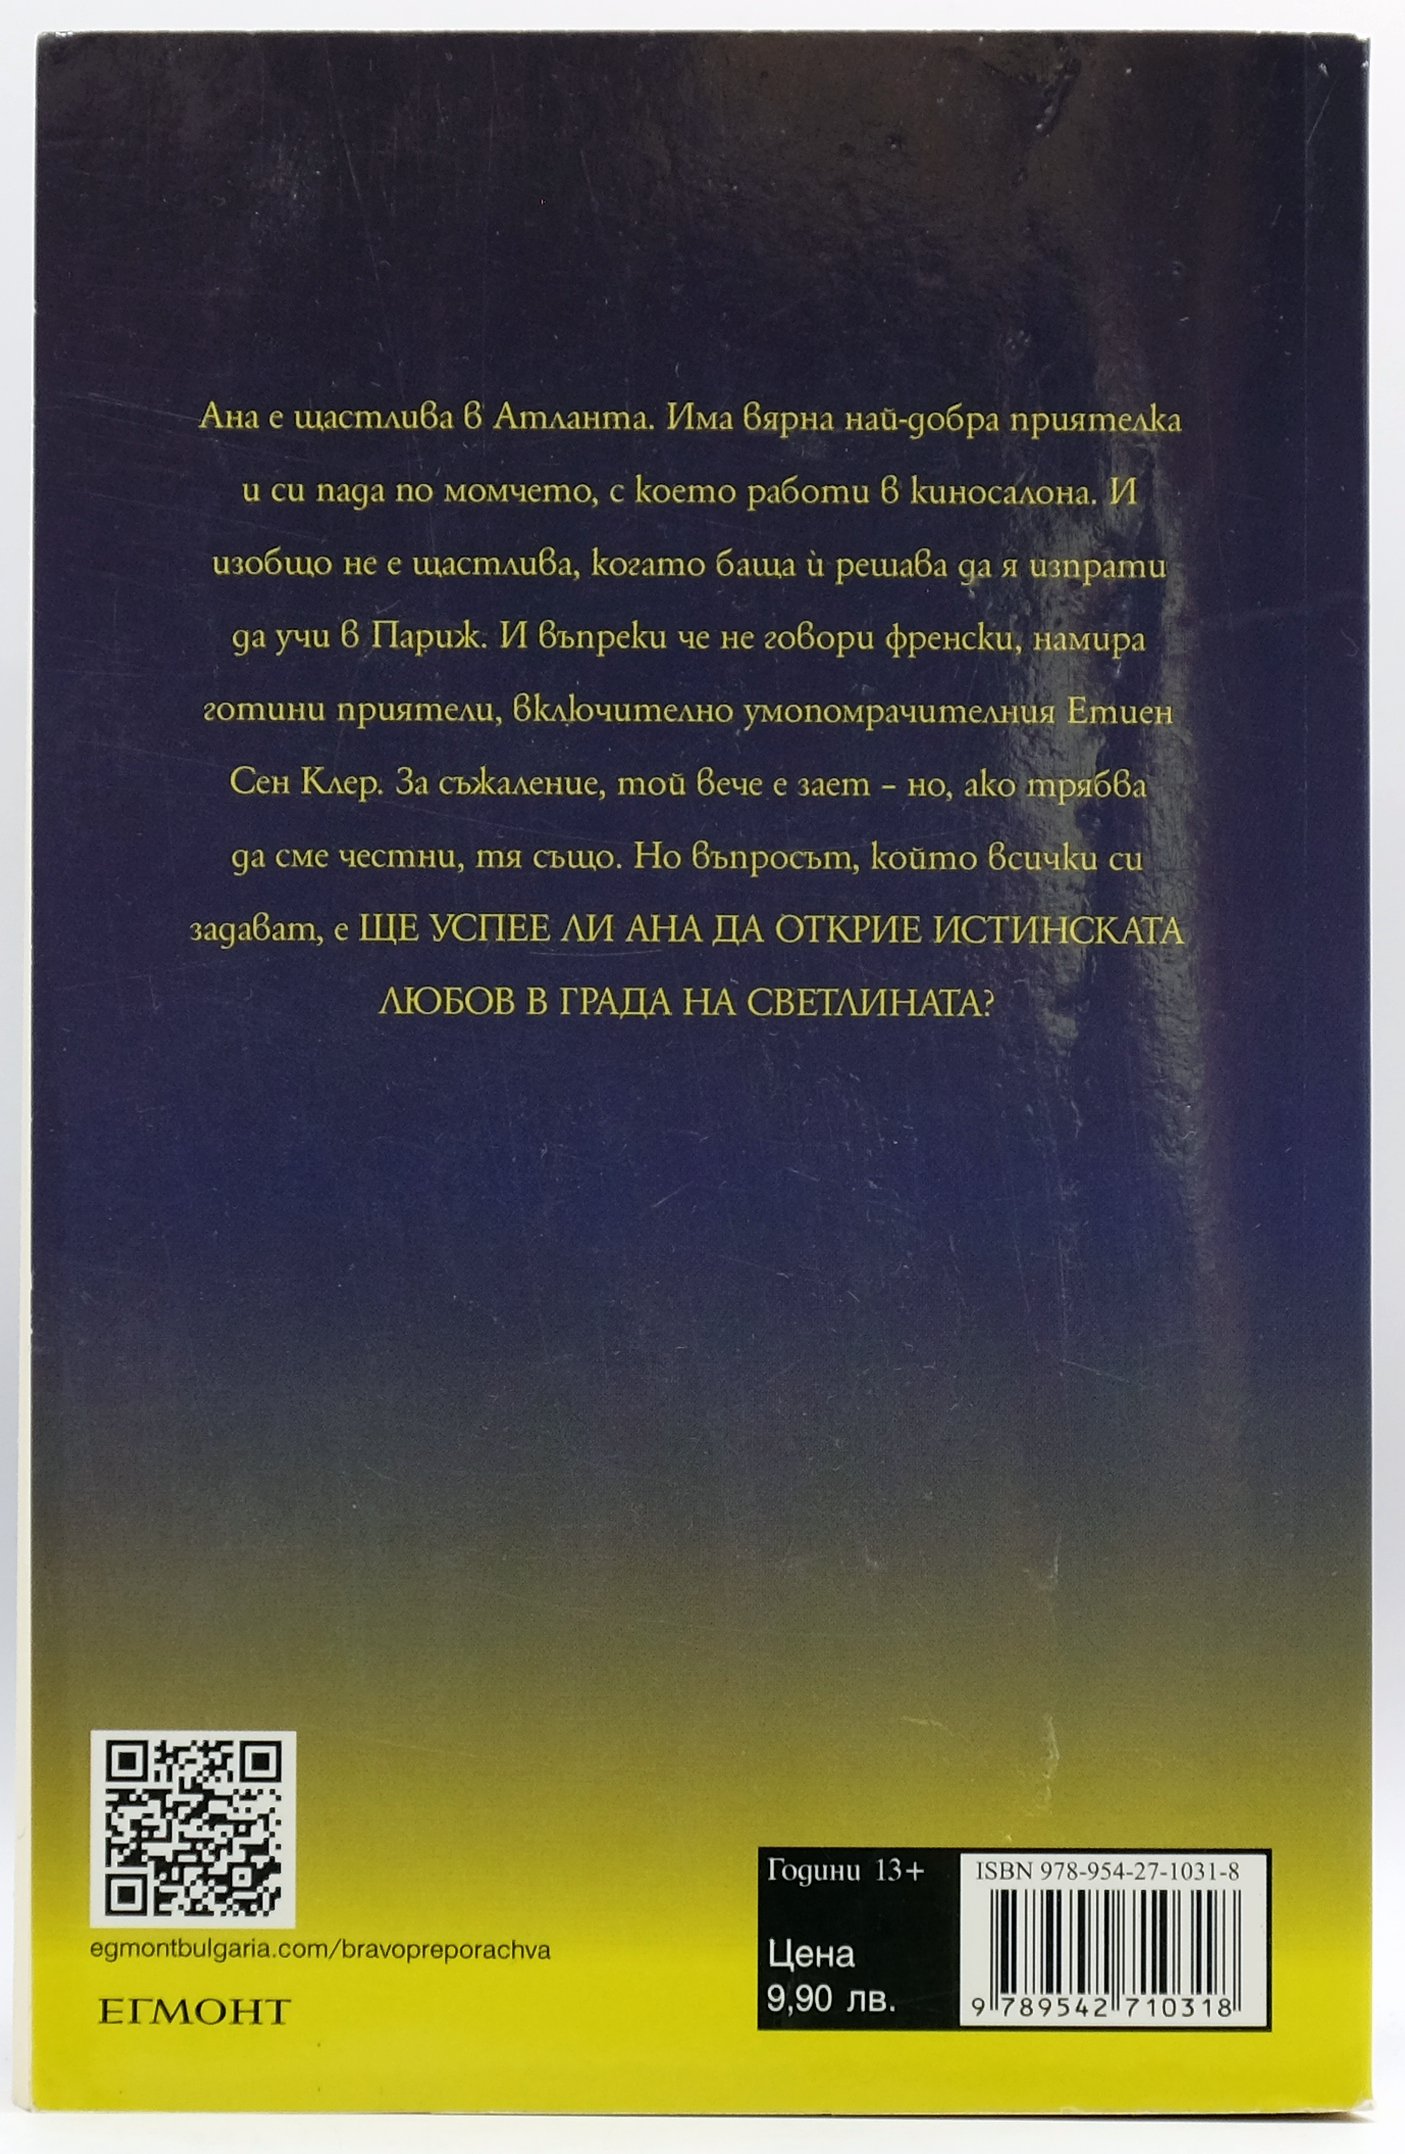 Ана е щастлива в Атланта. Има вярна най-добра приятелка
и си пада по момчето, с което работи в киносалона. И
изобщо не е щастлива, когато баща ѝ решава да я изпрати
да учи в Париж. И въпреки че не говори френски, намира
готини приятели, включително умопомрачителния Етиен
Сен Клер. За съжаление, той вече е зает – но, ако трябва
да сме честни, тя също. Но въпросът, който всички си
задават, е ЩЕ УСПЕЕ ЛИ АНА ДА ОТКРИЕ ИСТИНСКАТА
ЛЮБОВ В ГРАДА НА СВЕТЛИНАТА?
egmontbulgaria.com/bravopreporachva
ЕГМОНТ
Години 13+
Цена
9,90 лв.
ISBN 978-954-27-1031-8
9 789542 710318